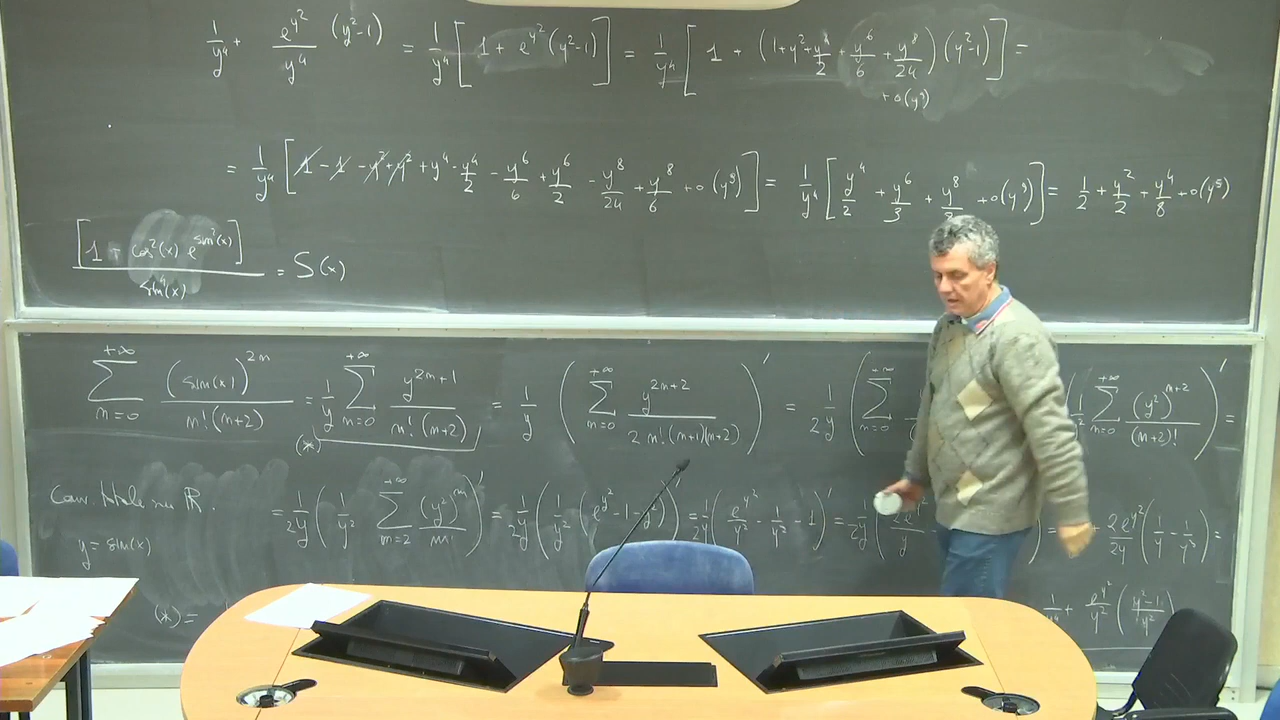 1/y⁴ + e^{y²}/y⁴ (y²-1) = 1/y⁴ [1 + e^{y²}(y²-1)] = 1/y⁴ [1 + (1+y²+y⁴/2+y⁶/6+y⁸/24)(y²-1)] =
+o(y⁹)
= 1/y⁴ [1 - 1 - y² + y² + y⁴ - y⁴/2 - y⁶/6 + y⁶/2 - y⁸/24 + y⁸/6 + o(y⁹)] = 1/y⁴ [y⁴/2 + y⁶/3 + y⁸/8 + o(y⁹)] = 1/2 + y²/2 + y⁴/8 + o(y⁵)
[1 - cos²(x) e^{sin²(x)}]/sin⁴(x) = S(x)
∑_{n=0}^{+∞} (sin(x))^{2n}/(n!(n+2)) = 1/y ∑_{n=0}^{+∞} y^{2n+1}/(n!(n+2)) = 1/y (∑_{n=0}^{+∞} y^{2n+2}/(2 n!(n+1)(n+2)))' = 1/2y (∑_{n=0}^{+∞} ∑_{n=0}^{+∞} (y²)^{n+2}/(n+2)!)' =
(*)
Conv. totale su ℝ. = 1/2y (1/y² ∑_{m=2}^{+∞} (y²)^m/m!)' = 1/2y (1/y² (e^{y²}-1-y²))' = 1/2y (e^{y²}/y² - 1/y² - 1)' = 1/2y (2e^{y²}/y - ) = + 2e^{y²}/2y (1/y - 1/y³) =
y = sin(x)
(*) = + e^{y²}/y² ((y²-1)/y²)